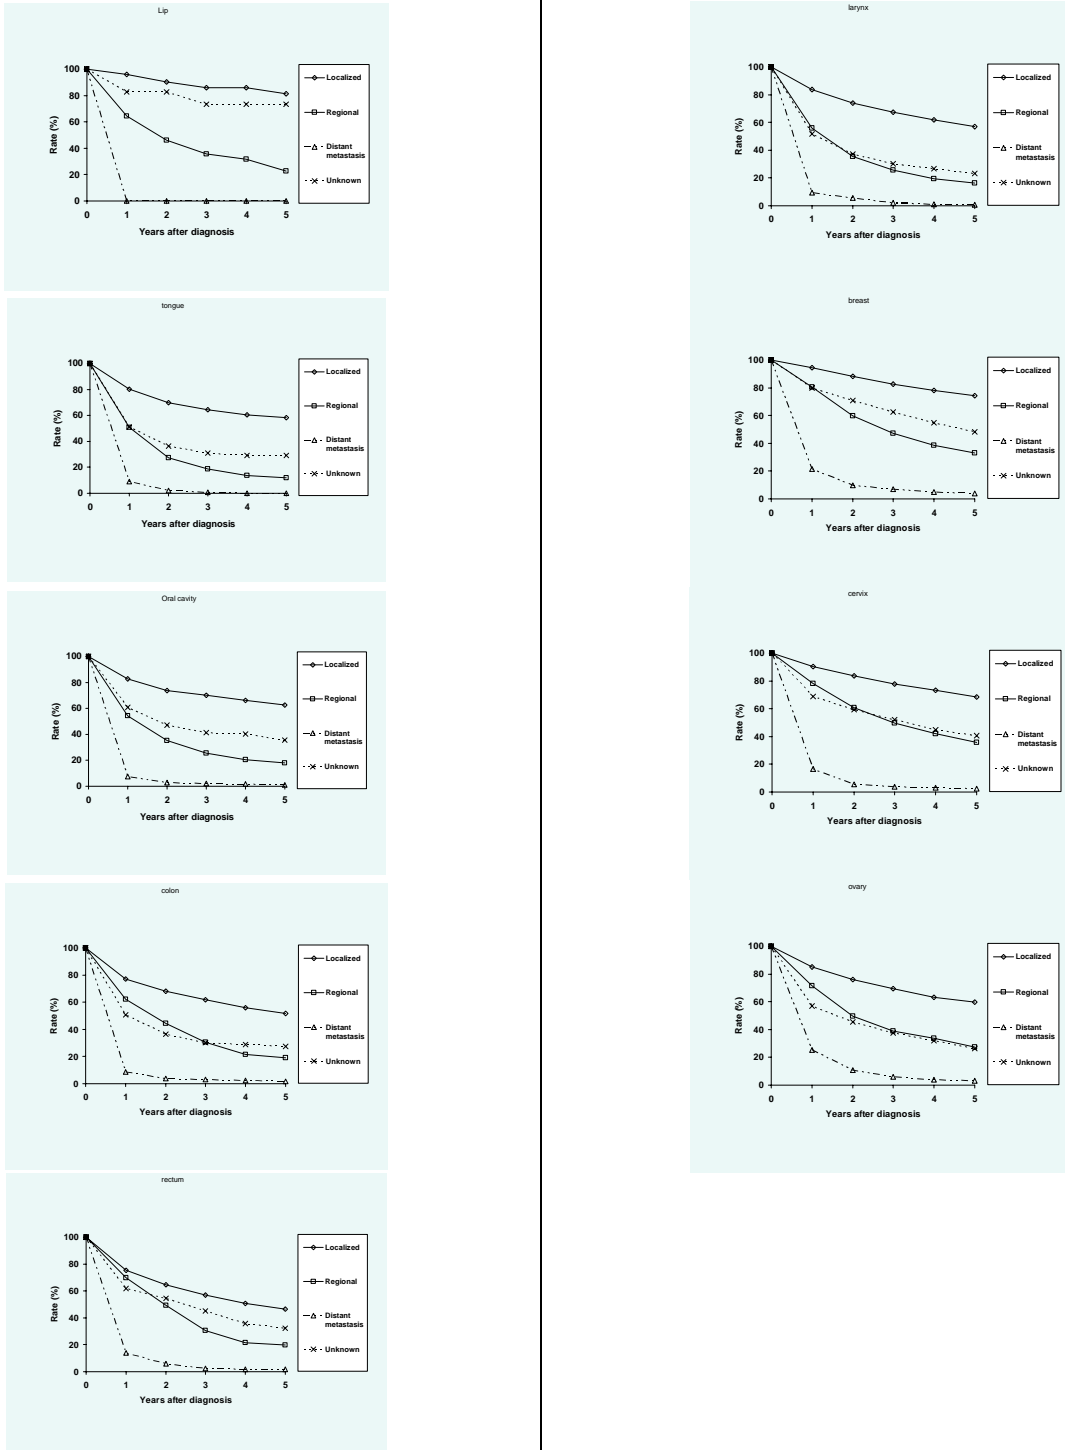 Lip
100
80
60
40
20
0
Rate (%)
0 1 2 3 4 5
Years after diagnosis
Localized
Regional
Distant
metastasis
Unknown
tongue
100
80
60
40
20
0
Rate (%)
0 1 2 3 4 5
Years after diagnosis
Localized
Regional
Distant
metastasis
Unknown
Oral cavity
100
80
60
40
20
0
Rate (%)
0 1 2 3 4 5
Years after diagnosis
Localized
Regional
Distant
metastasis
Unknown
colon
100
80
60
40
20
0
Rate (%)
0 1 2 3 4 5
Years after diagnosis
Localized
Regional
Distant
metastasis
Unknown
rectum
100
80
60
40
20
0
Rate (%)
0 1 2 3 4 5
Years after diagnosis
Localized
Regional
Distant
metastasis
Unknown
larynx
100
80
60
40
20
0
Rate (%)
0 1 2 3 4 5
Years after diagnosis
Localized
Regional
Distant
metastasis
Unknown
breast
100
80
60
40
20
0
Rate (%)
0 1 2 3 4 5
Years after diagnosis
Localized
Regional
Distant
metastasis
Unknown
cervix
100
80
60
40
20
0
Rate (%)
0 1 2 3 4 5
Years after diagnosis
Localized
Regional
Distant
metastasis
Unknown
ovary
100
80
60
40
20
0
Rate (%)
0 1 2 3 4 5
Years after diagnosis
Localized
Regional
Distant
metastasis
Unknown